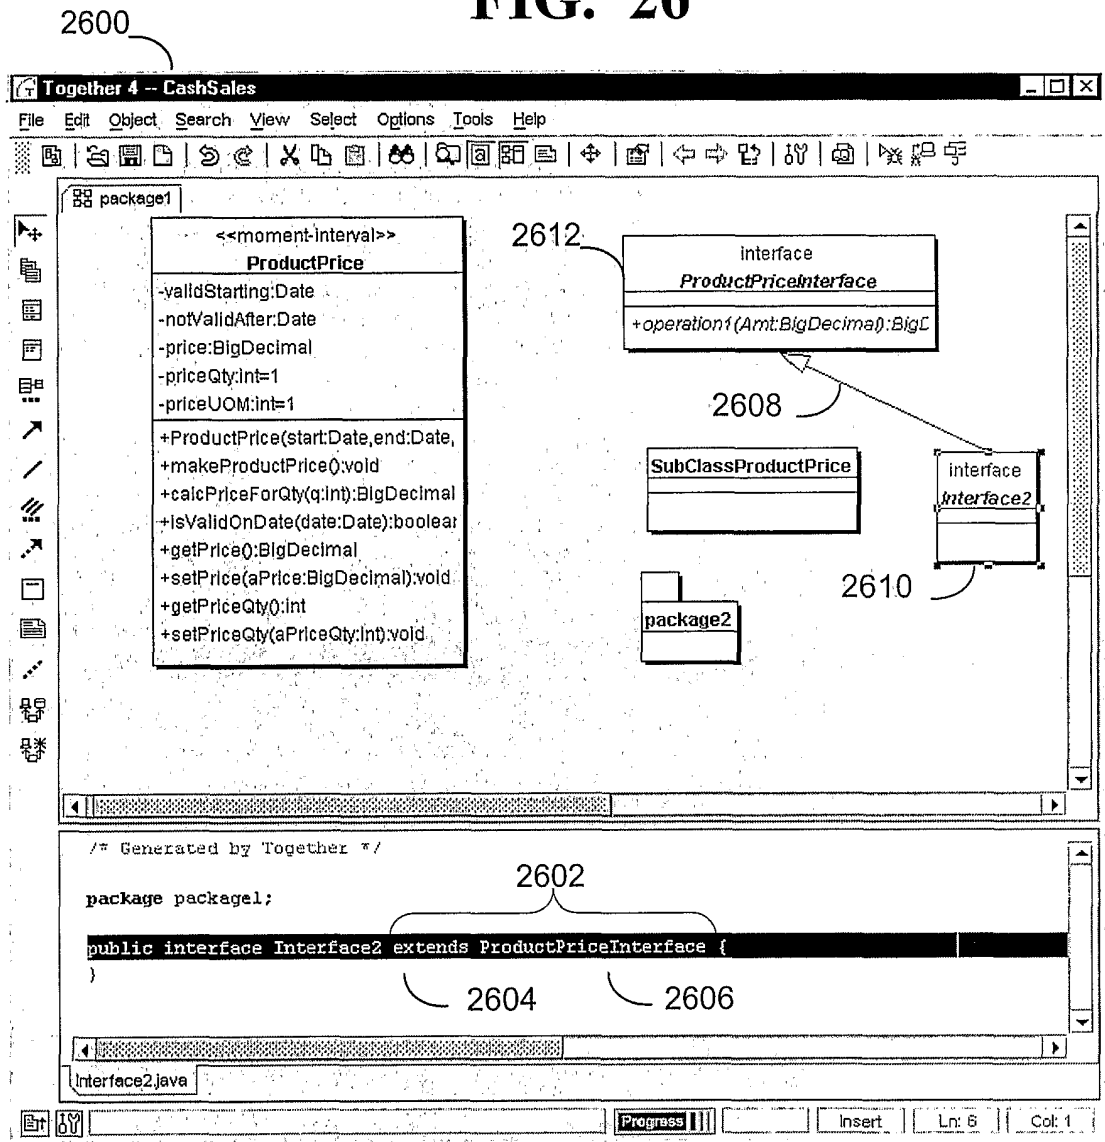 FIG. 26
2600
Together 4 -- CashSales
File Edit Object Search View Select Options Tools Help
package1
<<moment-interval>>
ProductPrice
-validStarting:Date
-notValidAfter:Date
-price:BigDecimal
-priceQty:int=1
-priceUOM:int=1
+ProductPrice(start:Date,end:Date,
+makeProductPrice():void
+calcPriceForQty(q:int):BigDecimal
+isValidOnDate(date:Date):boolear
+getPrice():BigDecimal
+setPrice(aPrice:BigDecimal):void
+getPriceQty():int
+setPriceQty(aPriceQty:int):void
2612
interface
ProductPriceInterface
+operation1(Amt:BigDecimal):BigD
2608
SubClassProductPrice
interface
Interface2
2610
package2
/* Generated by Together */
2602
package package1;
public interface Interface2 extends ProductPriceInterface {
}
2604
2606
Interface2.java
Progress
Insert
Ln: 6
Col: 1